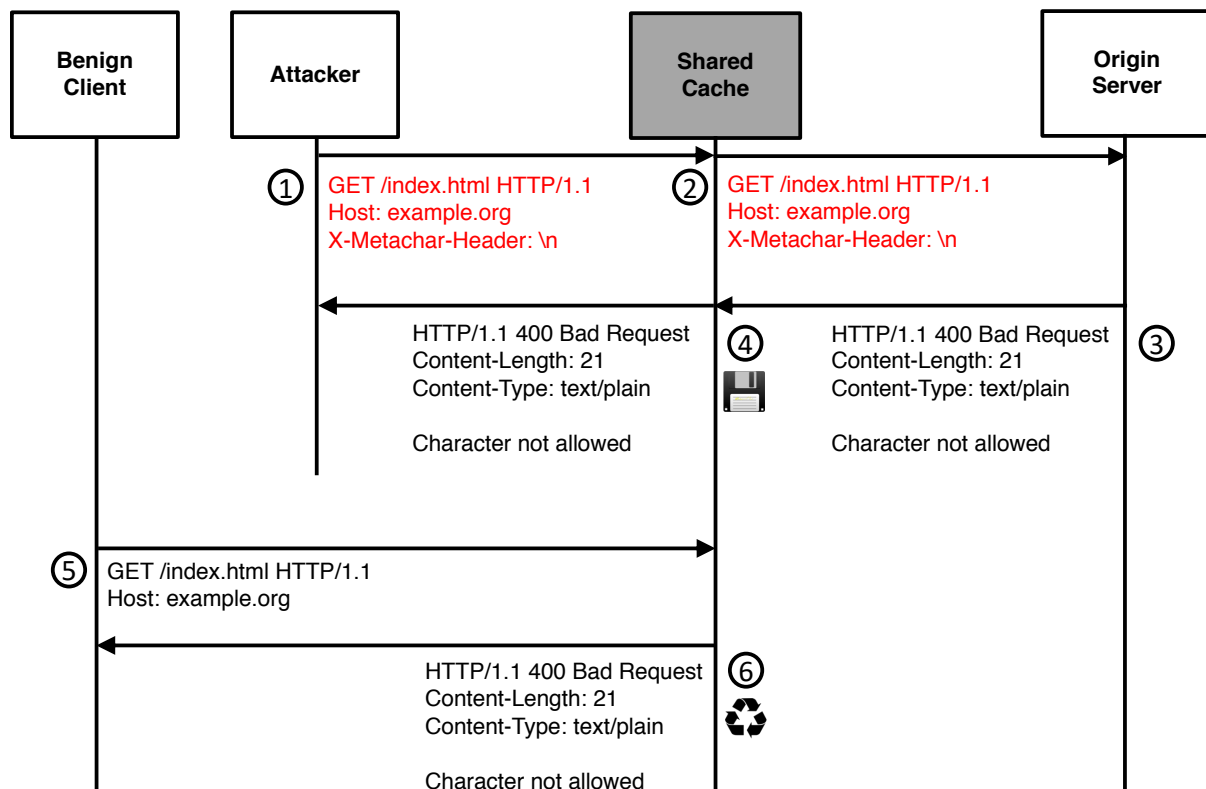 Benign
Client
Attacker
Shared
Cache
Origin
Server
1
GET /index.html HTTP/1.1
Host: example.org
X-Metachar-Header: \n
2
GET /index.html HTTP/1.1
Host: example.org
X-Metachar-Header: \n
HTTP/1.1 400 Bad Request
Content-Length: 21
Content-Type: text/plain
Character not allowed
4
HTTP/1.1 400 Bad Request
Content-Length: 21
Content-Type: text/plain
Character not allowed
3
5
GET /index.html HTTP/1.1
Host: example.org
HTTP/1.1 400 Bad Request
Content-Length: 21
Content-Type: text/plain
Character not allowed
6